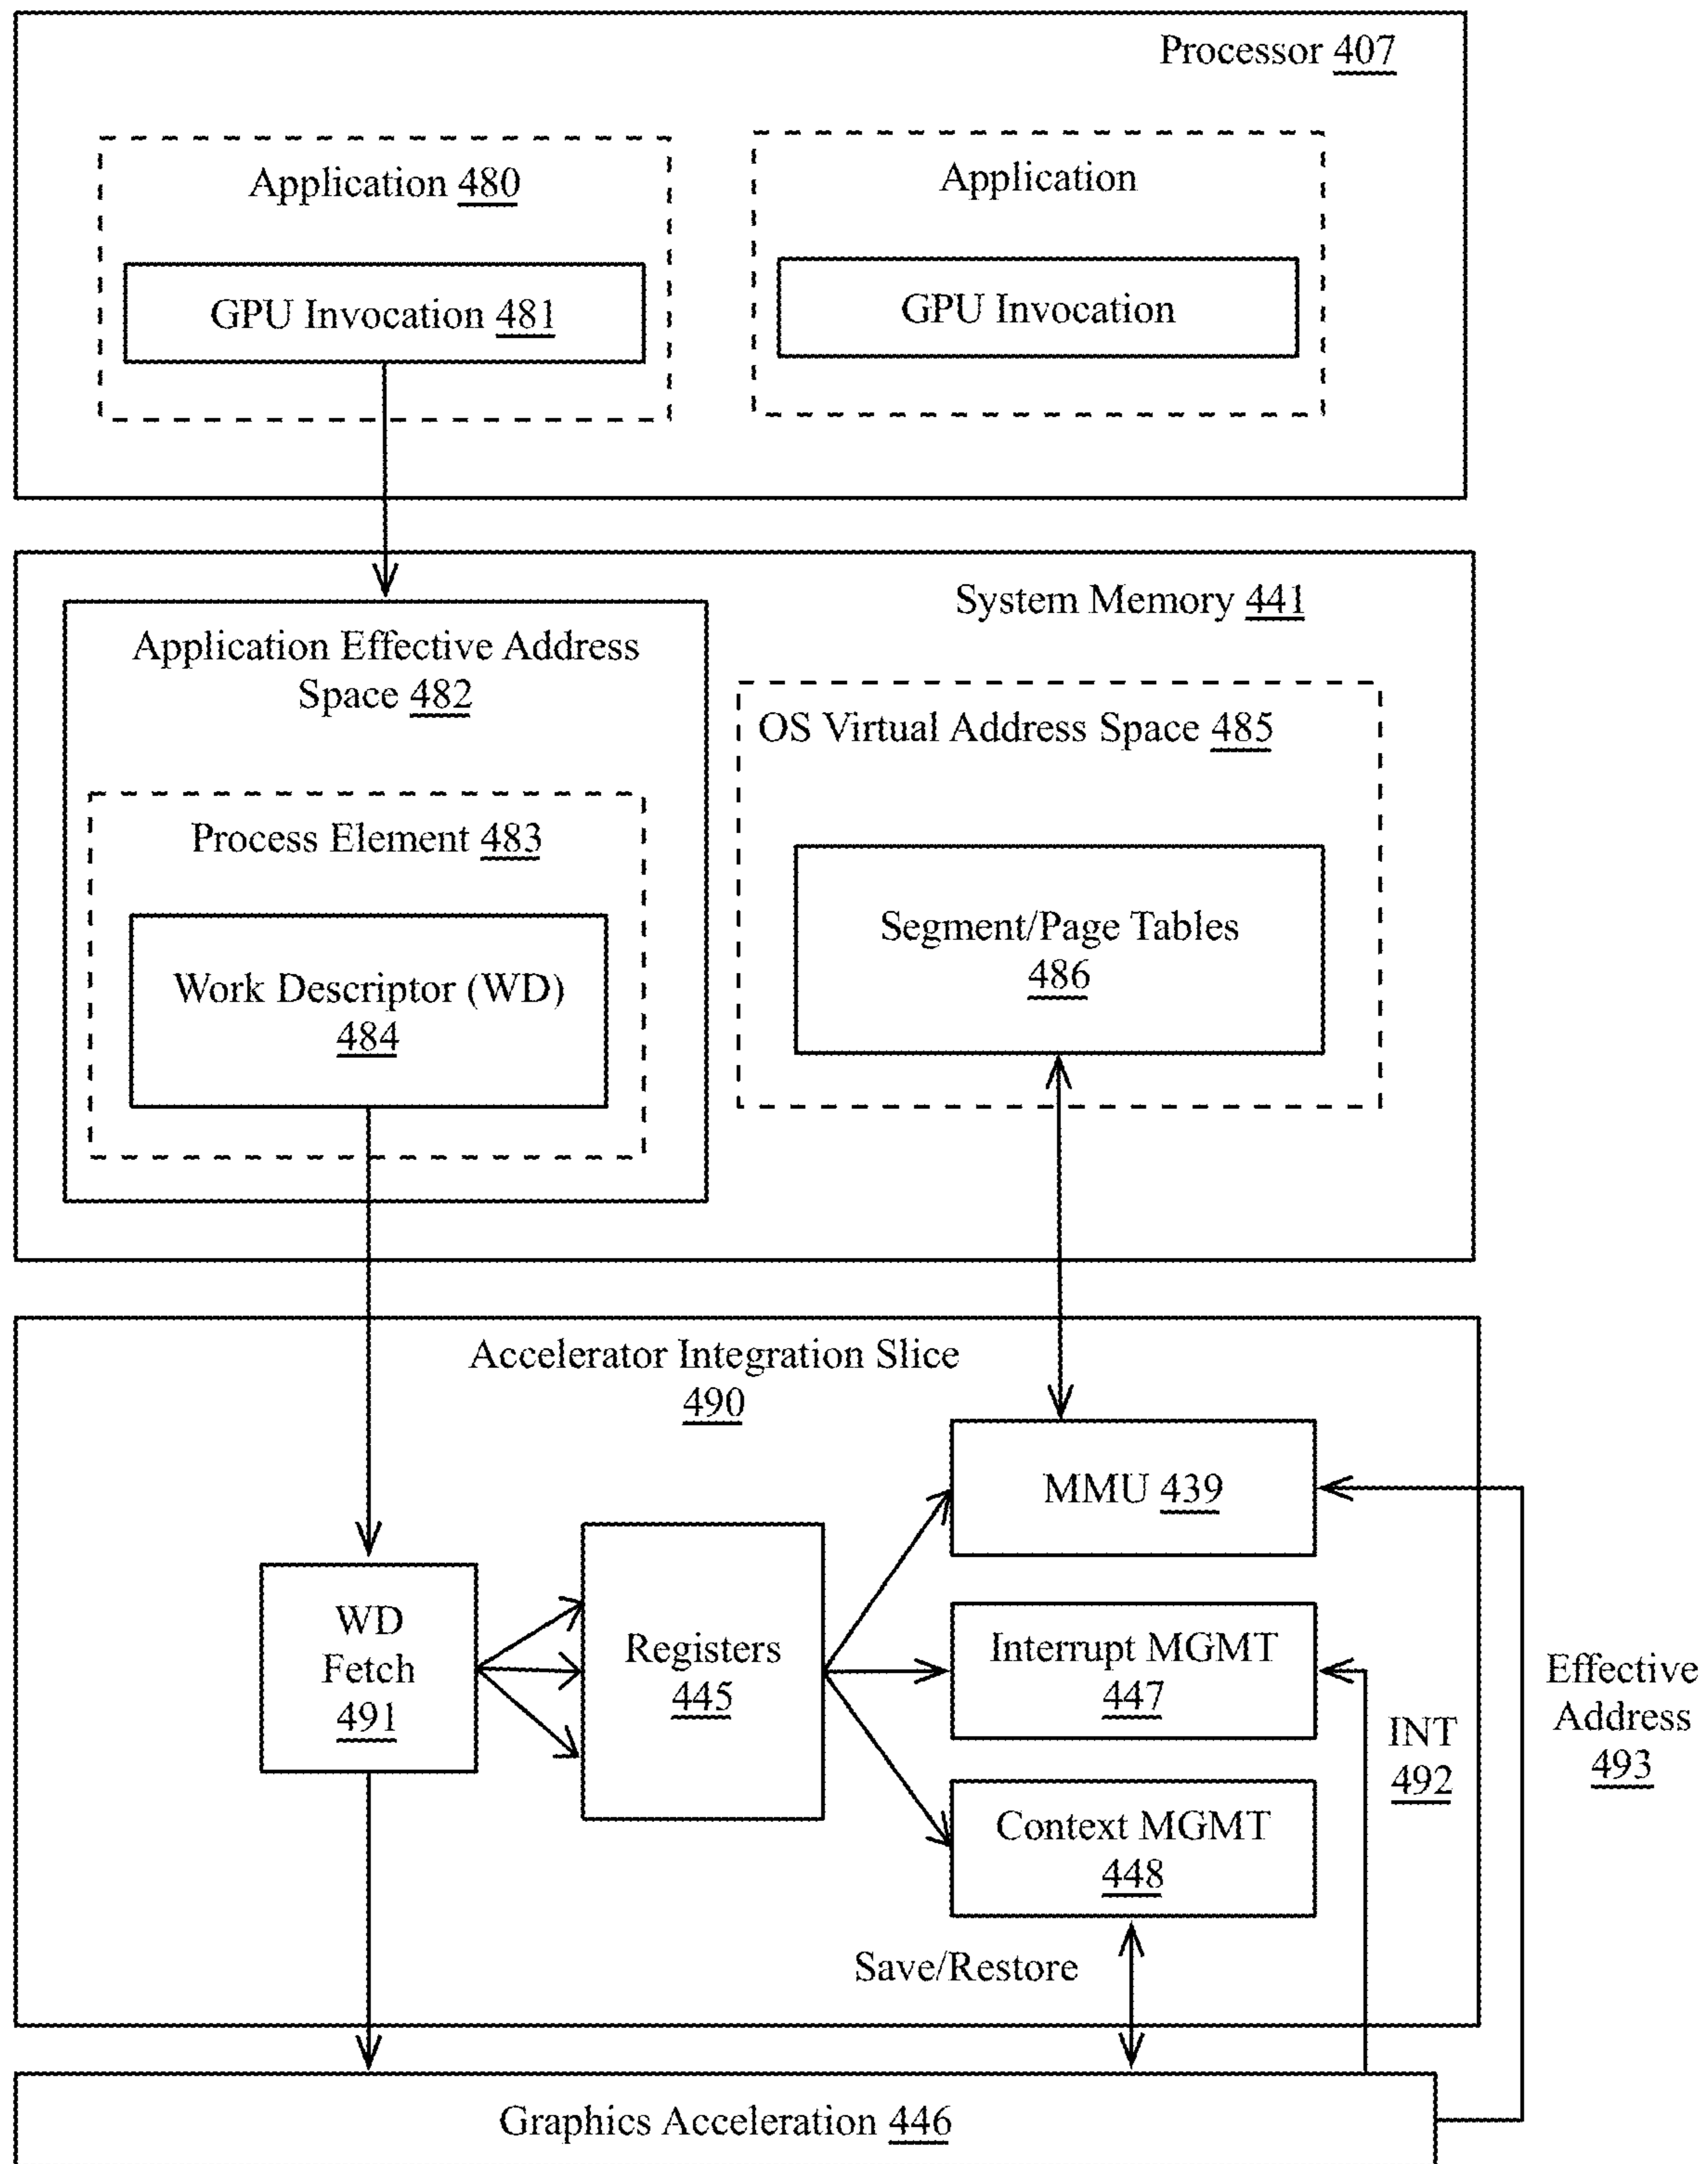 Processor 407
Application 480
Application
GPU Invocation 481
GPU Invocation
System Memory 441
Application Effective Address
Space 482
OS Virtual Address Space 485
Process Element 483
Segment/Page Tables
486
Work Descriptor (WD)
484
Accelerator Integration Slice
490
MMU 439
WD
Fetch
491
Registers
445
Interrupt MGMT
447
Effective
Address
493
INT
492
Context MGMT
448
Save/Restore
Graphics Acceleration 446